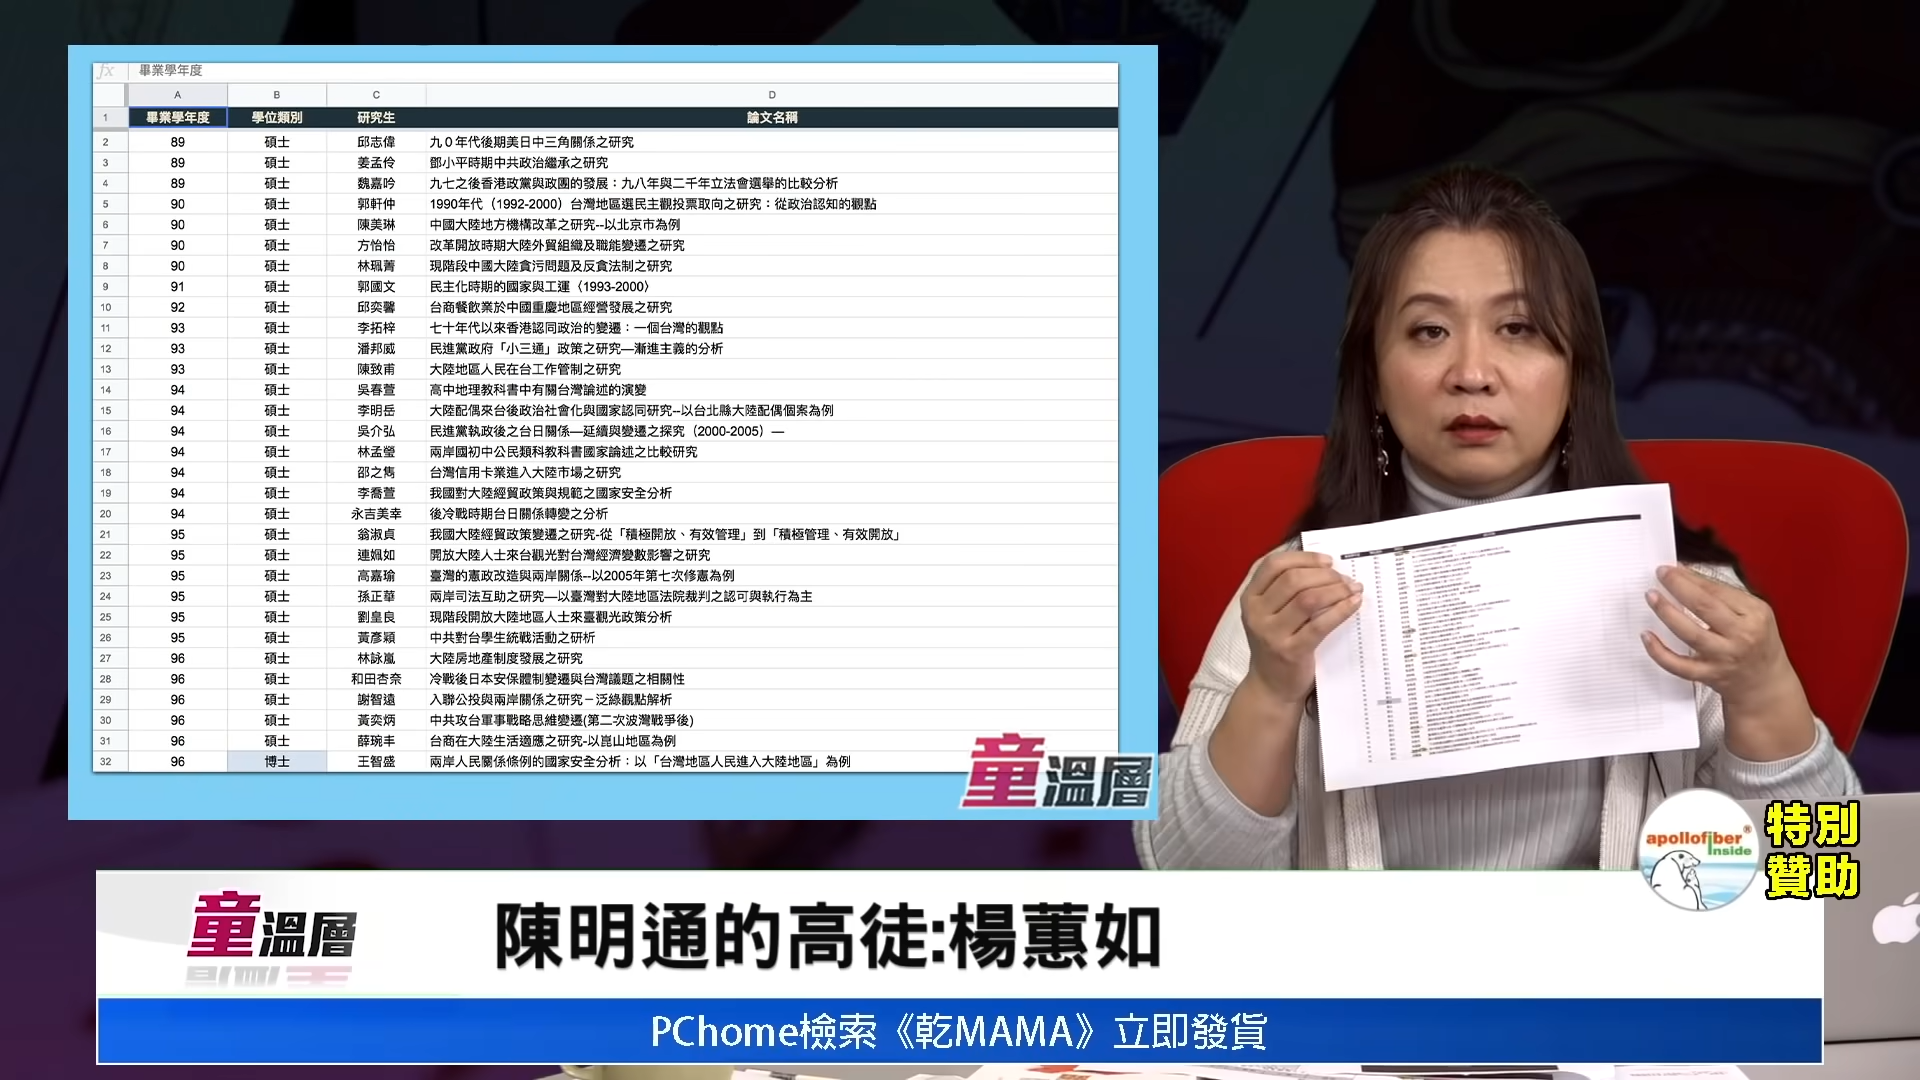 fx 畢業學年度
A B C D
1 畢業學年度 學位類別 研究生 論文名稱
2 89 碩士 邱志偉 九０年代後期美日中三角關係之研究
3 89 碩士 姜孟伶 鄧小平時期中共政治繼承之研究
4 89 碩士 魏嘉吟 九七之後香港政黨與政團的發展：九八年與二千年立法會選舉的比較分析
5 90 碩士 郭軒仲 1990年代（1992-2000）台灣地區選民主觀投票取向之研究：從政治認知的觀點
6 90 碩士 陳美琳 中國大陸地方機構改革之研究--以北京市為例
7 90 碩士 方怡怡 改革開放時期大陸外貿組織及職能變遷之研究
8 90 碩士 林珮菁 現階段中國大陸貪污問題及反貪法制之研究
9 91 碩士 郭國文 民主化時期的國家與工運（1993-2000）
10 92 碩士 邱奕馨 台商餐飲業於中國重慶地區經營發展之研究
11 93 碩士 李拓梓 七十年代以來香港認同政治的變遷：一個台灣的觀點
12 93 碩士 潘邦威 民進黨政府「小三通」政策之研究—漸進主義的分析
13 93 碩士 陳致甫 大陸地區人民在台工作管制之研究
14 94 碩士 吳春萱 高中地理教科書中有關台灣論述的演變
15 94 碩士 李明岳 大陸配偶來台後政治社會化與國家認同研究--以台北縣大陸配偶個案為例
16 94 碩士 吳介弘 民進黨執政後之台日關係—延續與變遷之探究（2000-2005）—
17 94 碩士 林孟瑩 兩岸國初中公民類科教科書國家論述之比較研究
18 94 碩士 邵之雋 台灣信用卡業進入大陸市場之研究
19 94 碩士 李喬萱 我國對大陸經貿政策與規範之國家安全分析
20 94 碩士 永吉美幸 後冷戰時期台日關係轉變之分析
21 95 碩士 翁淑貞 我國大陸經貿政策變遷之研究-從「積極開放、有效管理」到「積極管理、有效開放」
22 95 碩士 連姵如 開放大陸人士來台觀光對台灣經濟變數影響之研究
23 95 碩士 高嘉瑜 臺灣的憲政改造與兩岸關係--以2005年第七次修憲為例
24 95 碩士 孫正華 兩岸司法互助之研究—以臺灣對大陸地區法院裁判之認可與執行為主
25 95 碩士 劉皇良 現階段開放大陸地區人士來臺觀光政策分析
26 95 碩士 黃彥穎 中共對台學生統戰活動之研析
27 96 碩士 林詠嵐 大陸房地產制度發展之研究
28 96 碩士 和田杏奈 冷戰後日本安保體制變遷與台灣議題之相關性
29 96 碩士 謝智遠 入聯公投與兩岸關係之研究－泛綠觀點解析
30 96 碩士 黃奕炳 中共攻台軍事戰略思維變遷(第二次波灣戰爭後)
31 96 碩士 薛琬丰 台商在大陸生活適應之研究-以崑山地區為例
32 96 博士 王智盛 兩岸人民關係條例的國家安全分析：以「台灣地區人民進入大陸地區」為例
童溫層
apollofiber®
inside
特別
贊助
童溫層
陳明通的高徒:楊蕙如
PChome檢索《乾MAMA》立即發貨